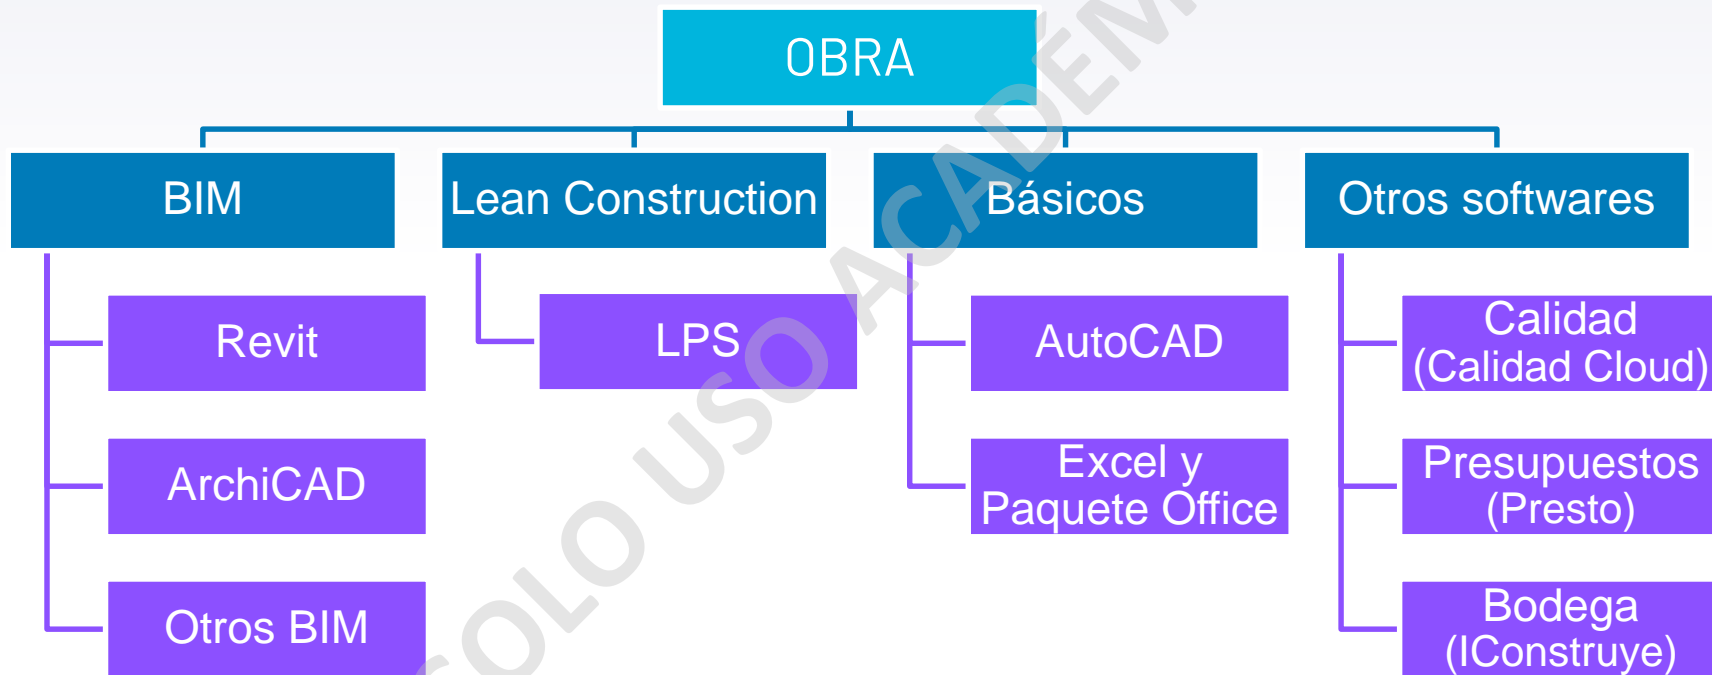 OBRA
BIM
Lean Construction
Básicos
Otros softwares
Revit
ArchiCAD
Otros BIM
LPS
AutoCAD
Excel y
Paquete Office
Calidad
(Calidad Cloud)
Presupuestos
(Presto)
Bodega
(IConstruye)
SOLO USO ACADÉM